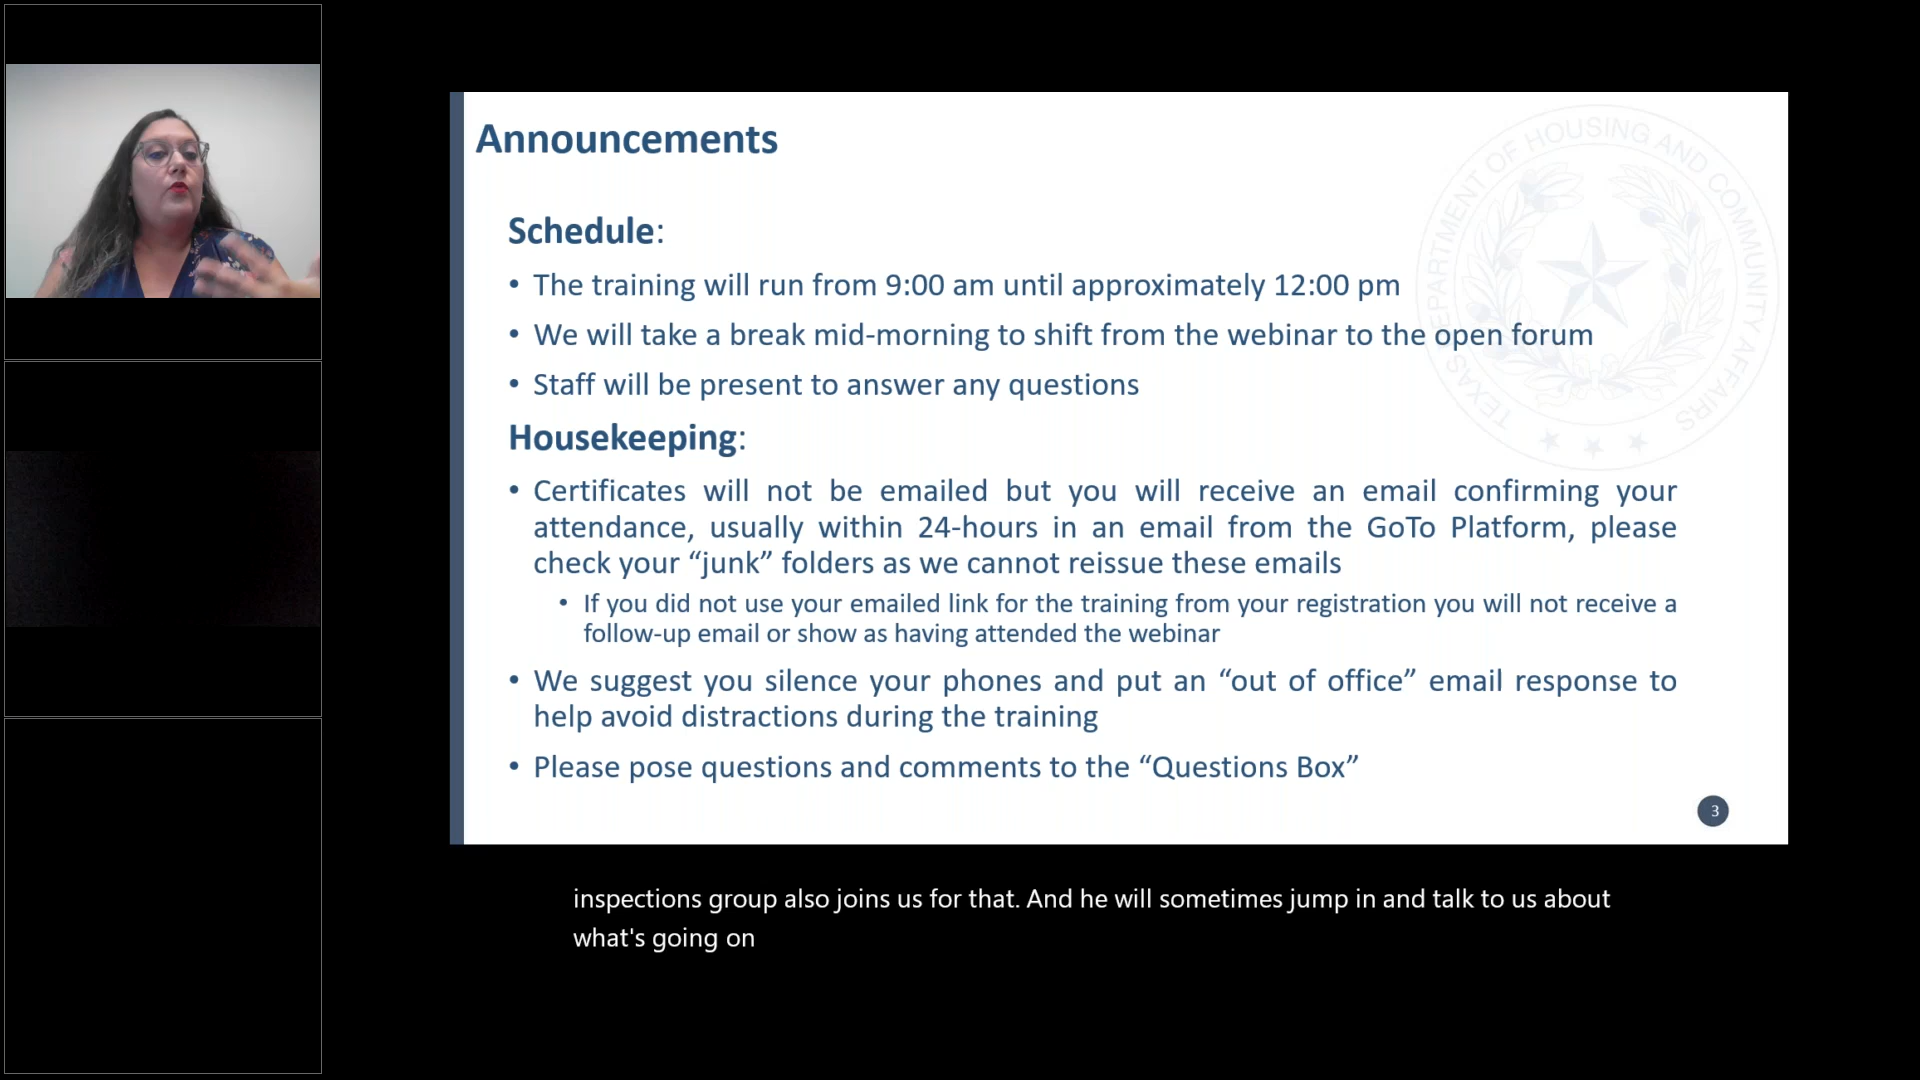 Announcements
TEXAS DEPARTMENT OF HOUSING AND COMMUNITY AFFAIRS
Schedule:
• The training will run from 9:00 am until approximately 12:00 pm
• We will take a break mid-morning to shift from the webinar to the open forum
• Staff will be present to answer any questions
Housekeeping:
• Certificates will not be emailed but you will receive an email confirming your
attendance, usually within 24-hours in an email from the GoTo Platform, please
check your “junk” folders as we cannot reissue these emails
• If you did not use your emailed link for the training from your registration you will not receive a
follow-up email or show as having attended the webinar
• We suggest you silence your phones and put an “out of office” email response to
help avoid distractions during the training
• Please pose questions and comments to the “Questions Box”
3
inspections group also joins us for that. And he will sometimes jump in and talk to us about
what's going on